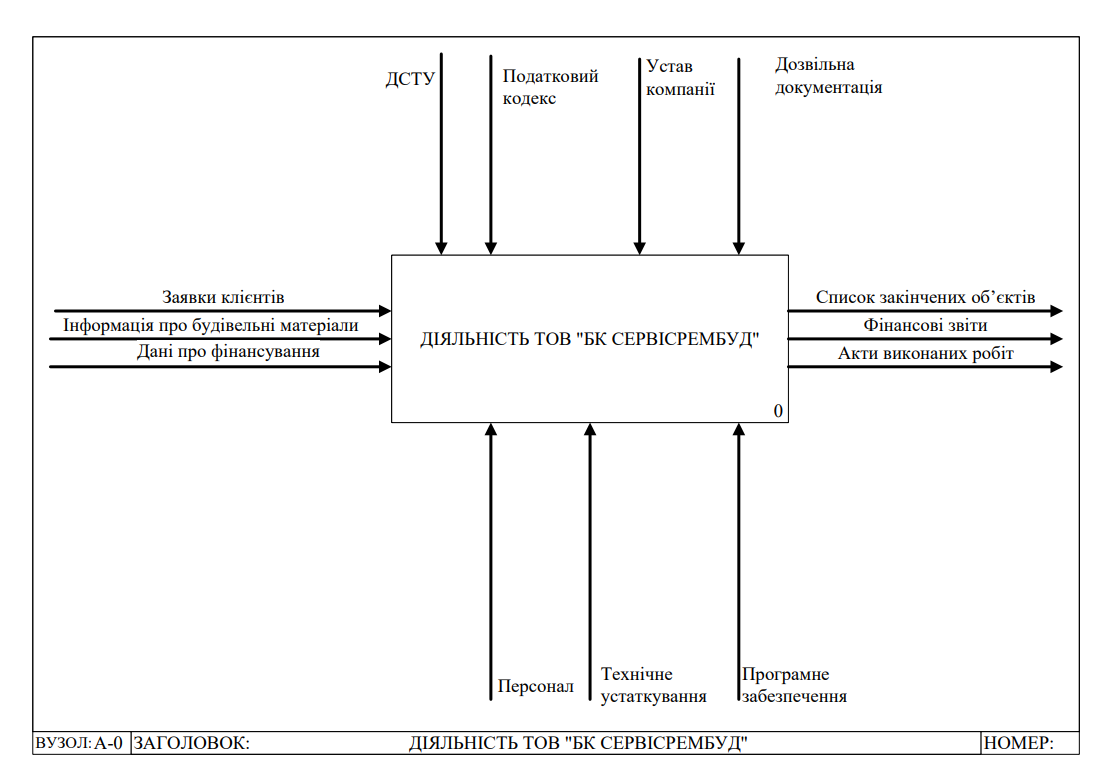 ДСТУ
Податковий
кодекс
Устав
компанії
Дозвільна
документація
Заявки клієнтів
Інформація про будівельні матеріали
Дані про фінансування
ДІЯЛЬНІСТЬ ТОВ "БК СЕРВІСРЕМБУД"
0
Список закінчених об’єктів
Фінансові звіти
Акти виконаних робіт
Персонал
Технічне
устаткування
Програмне
забезпечення
ВУЗОЛ: А-0 ЗАГОЛОВОК: ДІЯЛЬНІСТЬ ТОВ "БК СЕРВІСРЕМБУД" НОМЕР: